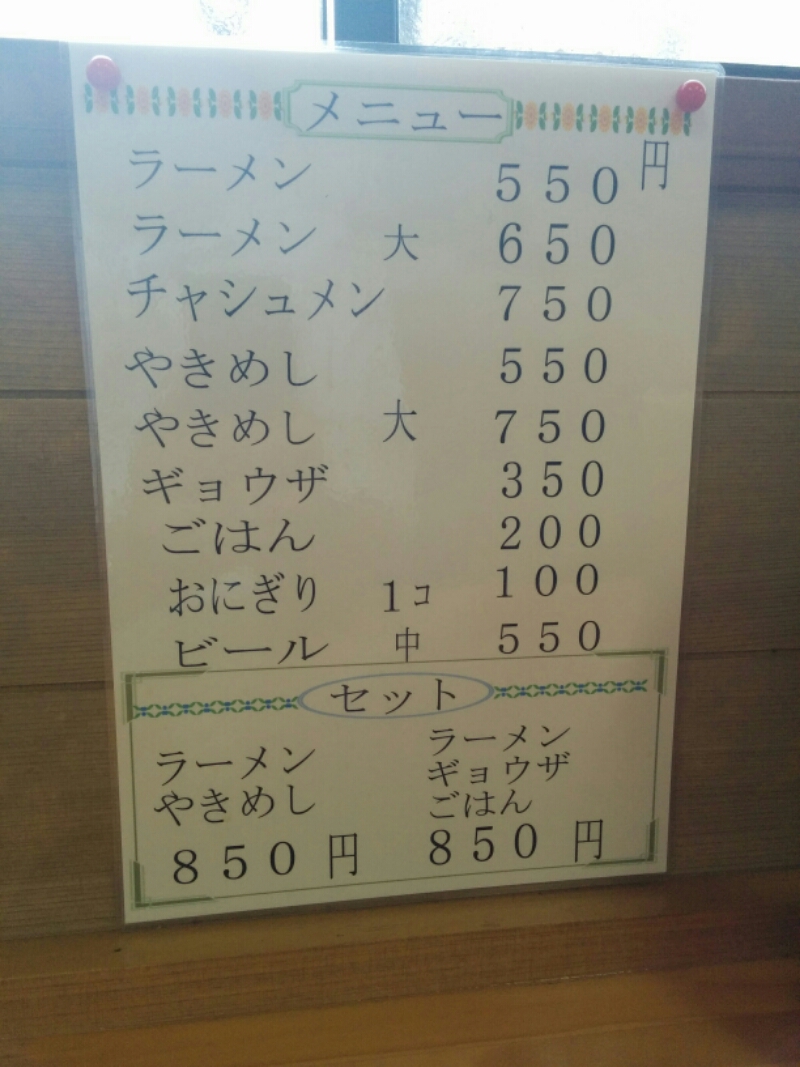 メニュー
ラーメン 550円
ラーメン 大 650
チャシュメン 750
やきめし 550
やきめし 大 750
ギョウザ 350
ごはん 200
おにぎり 1コ 100
ビール 中 550
セット
ラーメン
やきめし
850円
ラーメン
ギョウザ
ごはん
850円